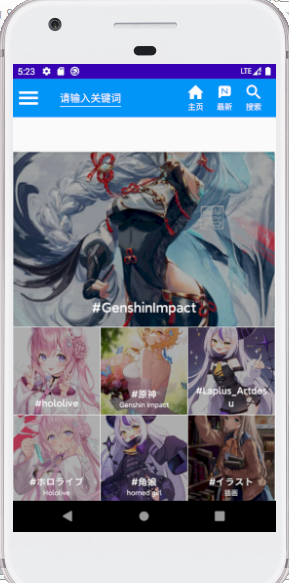 5:23
LTE
请输入关键词
主页
最新
搜索
#GenshinImpact
#hololive
#原神
Genshin Impact
#Laplus_Artdes
u
#ホロライブ
Hololive
#角娘
horned girl
#イラスト
插画